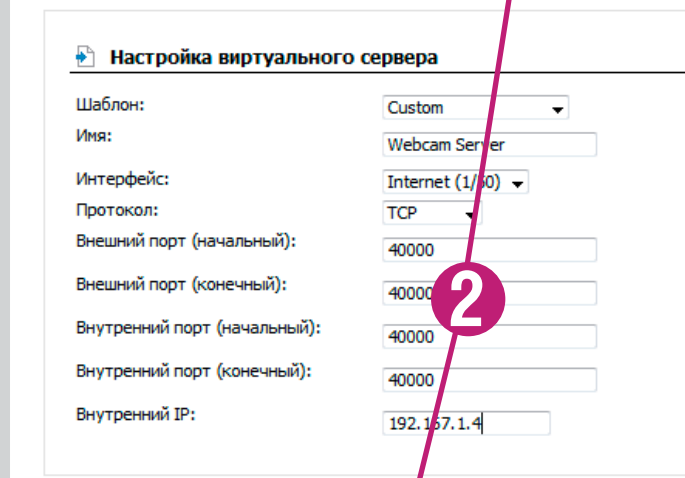 Настройка виртуального сервера
Шаблон: Custom
Имя: Webcam Server
Интерфейс: Internet (1/50)
Протокол: TCP
Внешний порт (начальный): 40000
Внешний порт (конечный): 40000
2
Внутренний порт (начальный): 40000
Внутренний порт (конечный): 40000
Внутренний IP: 192.167.1.4